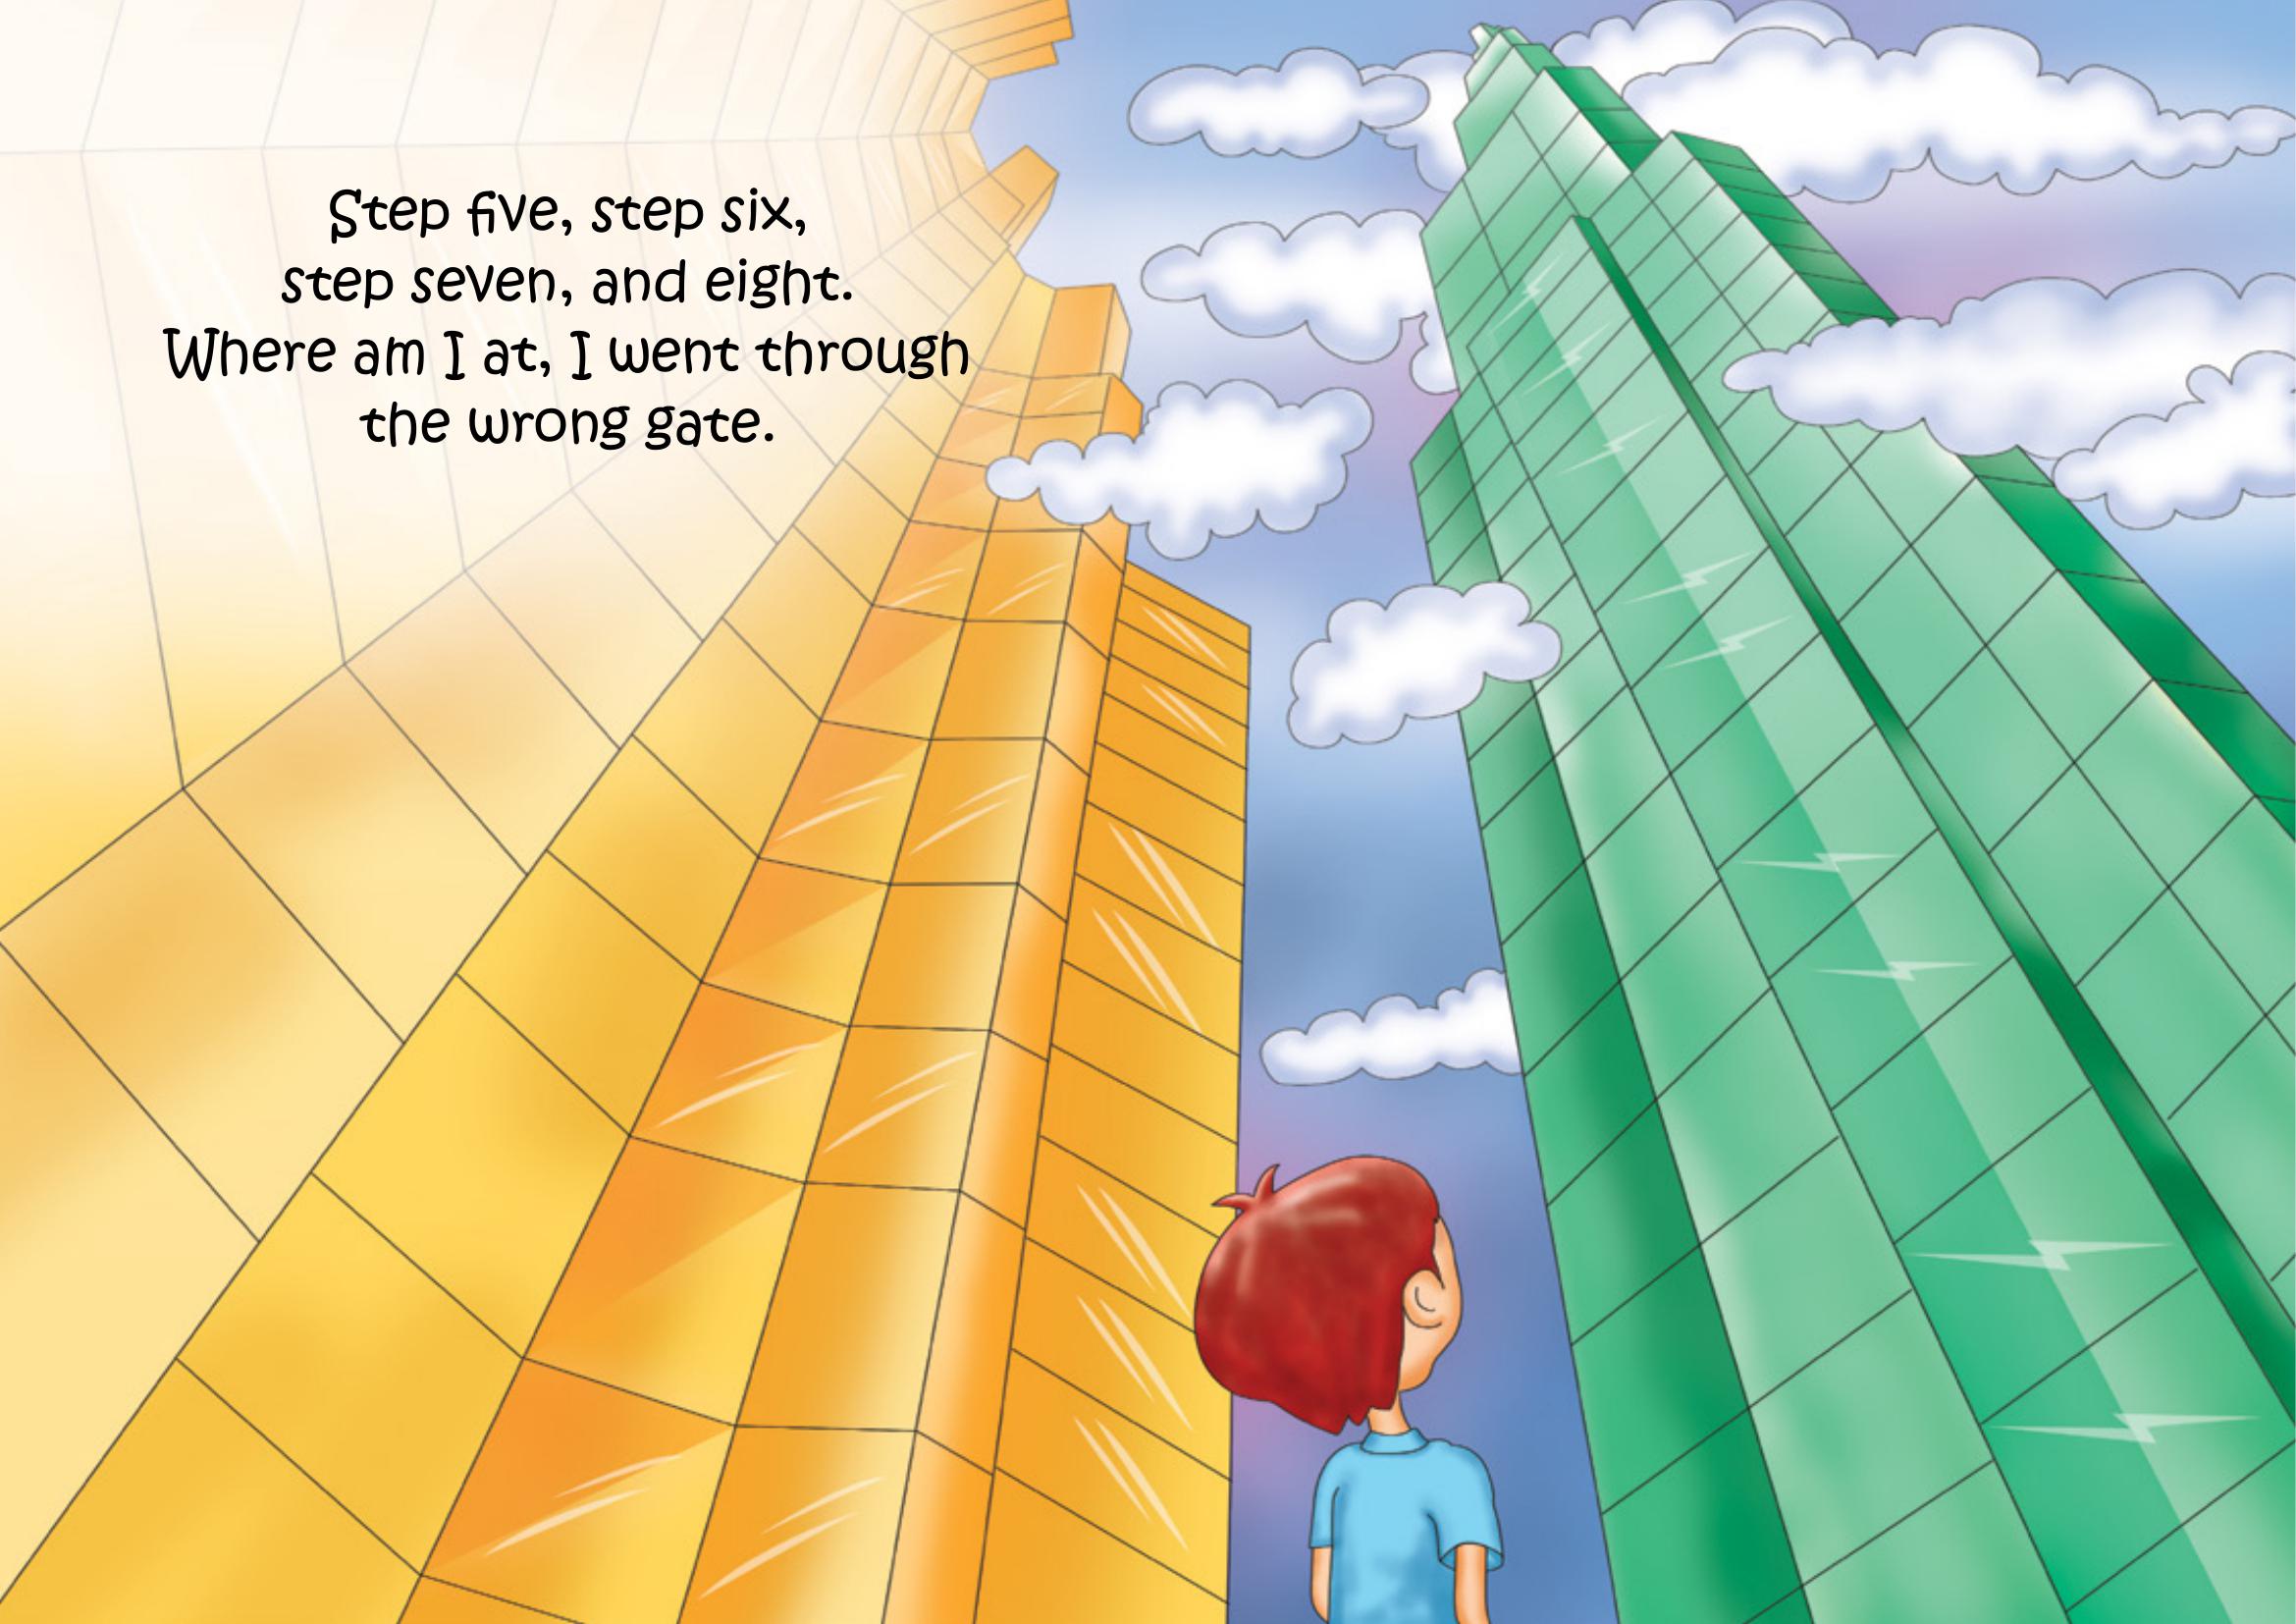 Step five, step six,
step seven, and eight.
Where am I at, I went through
the wrong gate.